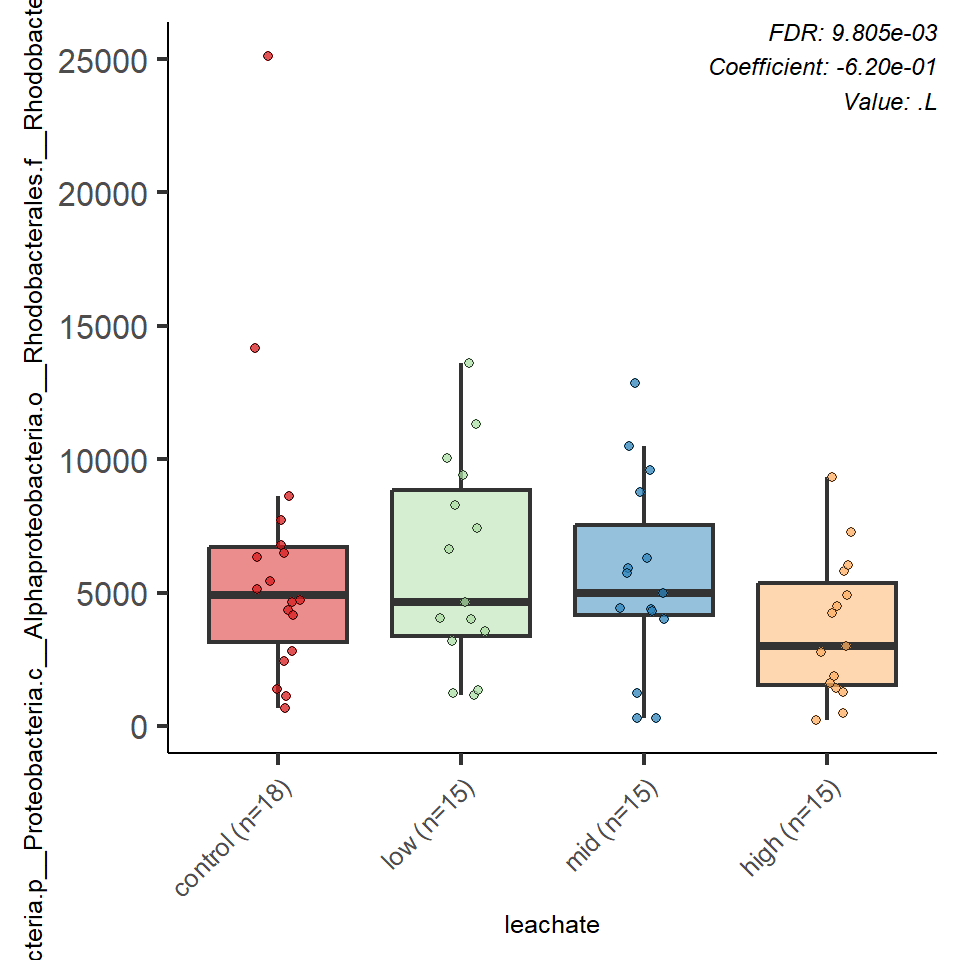 FDR: 9.805e-03
Coefficient: -6.20e-01
Value: .L
cteria.p__Proteobacteria.c__Alphaproteobacteria.o__Rhodobacterales.f__Rhodobacte
25000
20000
15000
10000
5000
0
control (n=18)
low (n=15)
mid (n=15)
high (n=15)
leachate